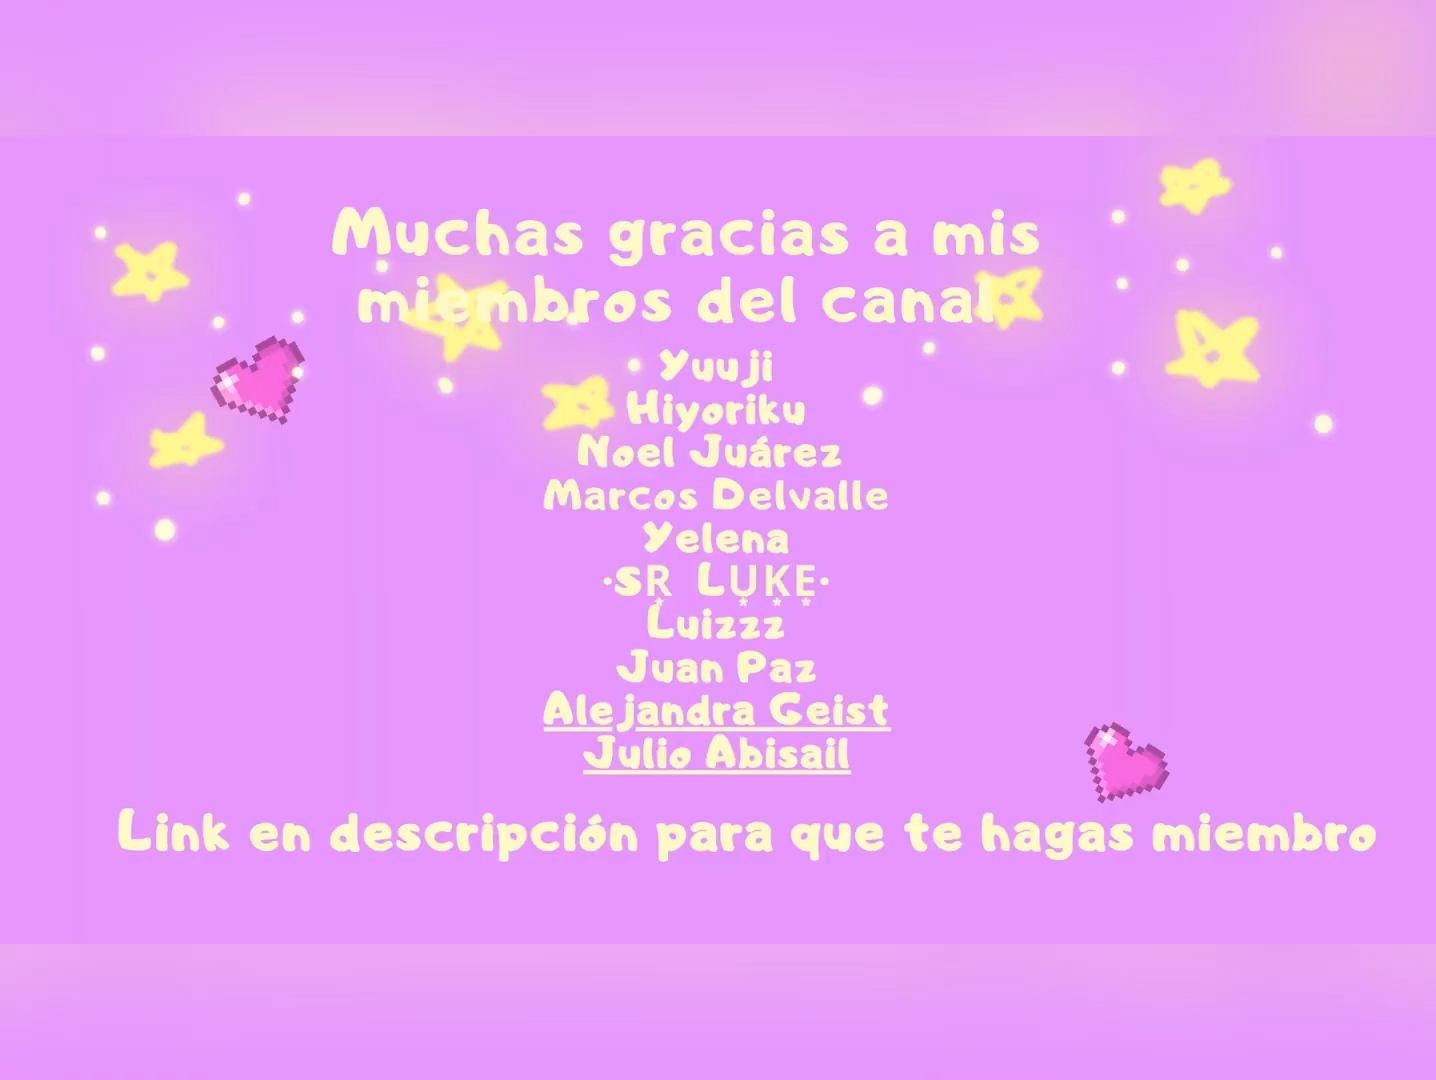 Muchas gracias a mis
miembros del canal
Yuuji
Hiyoriku
Noel Juárez
Marcos Delvalle
Yelena
·SR͙ LU͙K͙E͙·
Luizzz
Juan Paz
Alejandra Geist
Julio Abisail
Link en descripción para que te hagas miembro